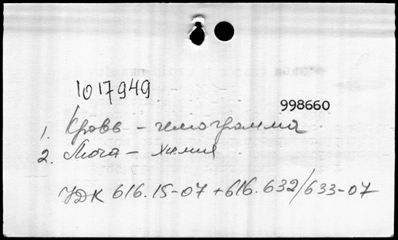 1017949
998660
1. Кровь – гемограмма
2. Моча – химия
УДК 616.15-07 + 616.632/633-07